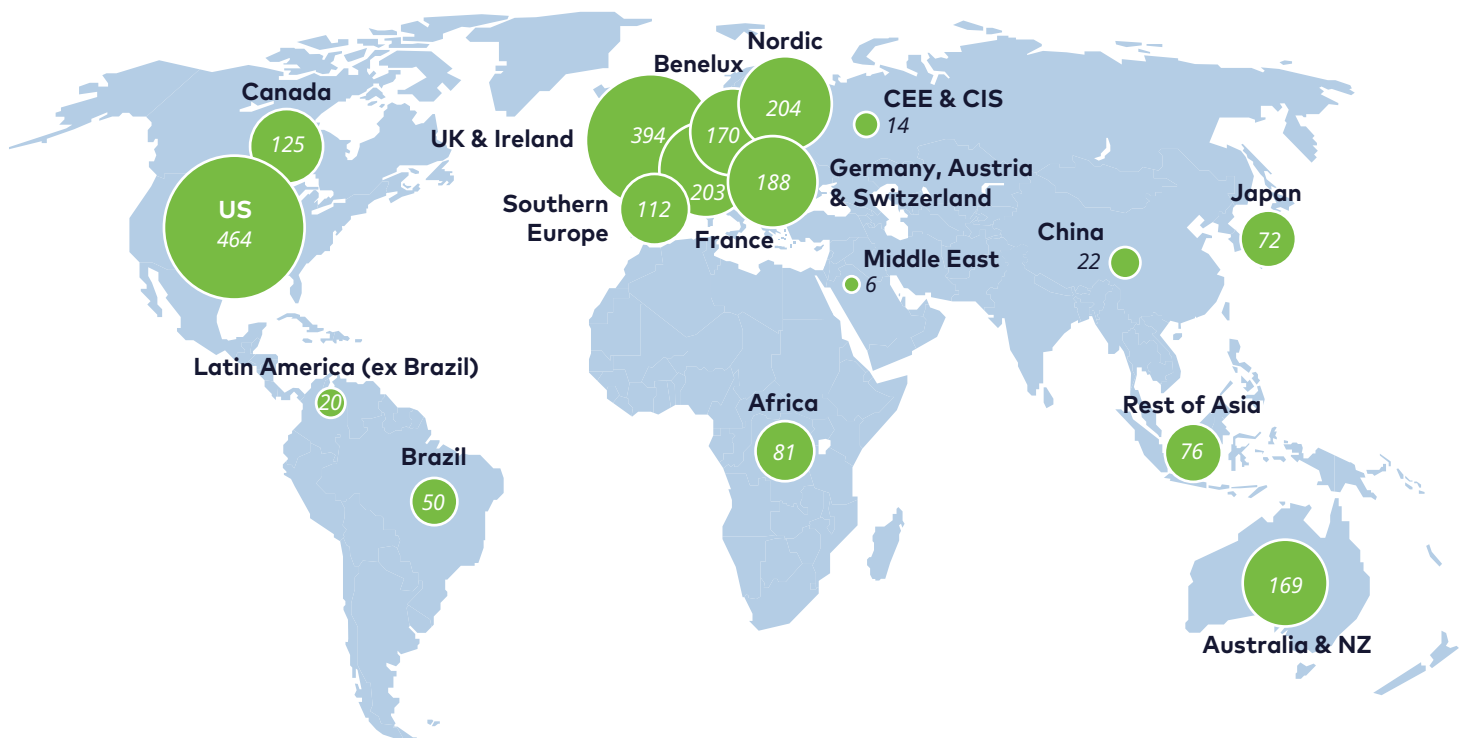 Nordic
Benelux
204
Canada
125
CEE & CIS
14
UK & Ireland
394
170
Germany, Austria
& Switzerland
188
203
France
Southern
Europe
112
US
464
Japan
72
China
22
Middle East
6
Latin America (ex Brazil)
20
Brazil
50
Africa
81
Rest of Asia
76
169
Australia & NZ